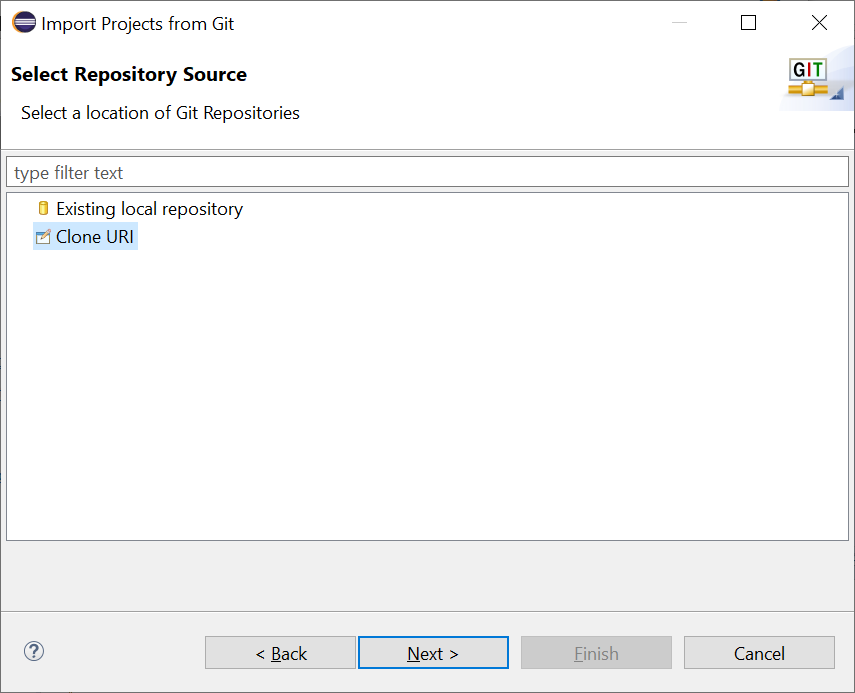 Import Projects from Git
Select Repository Source
GIT
Select a location of Git Repositories
type filter text
Existing local repository
Clone URI
?
< Back
Next >
Finish
Cancel